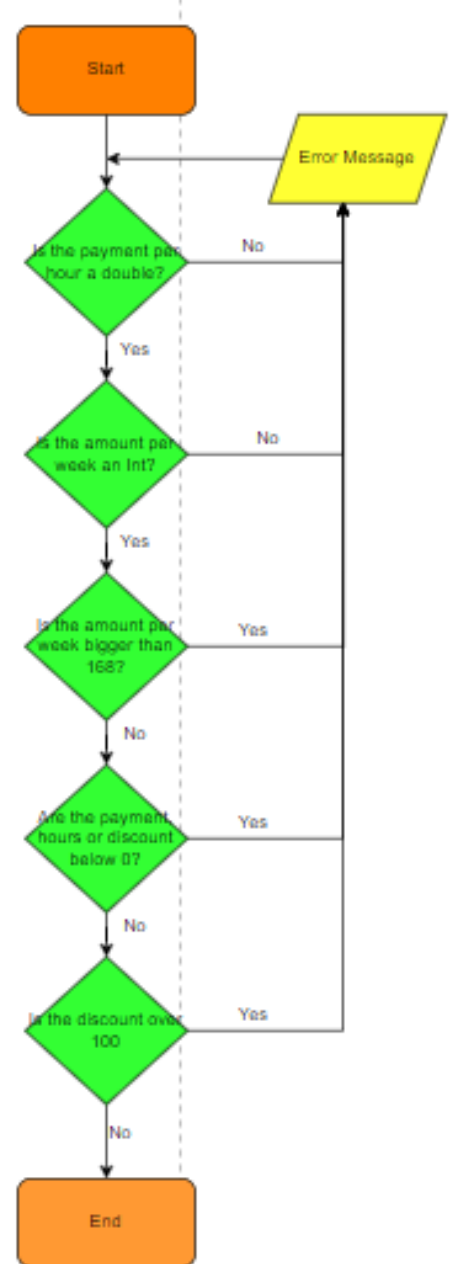 Start
Error Message
Is the payment per
hour a double?
No
Yes
Is the amount per
week an Int?
No
Yes
Is the amount per
week bigger than
168?
Yes
No
Are the payment,
hours or discount
below 0?
Yes
No
Is the discount over
100
Yes
No
End